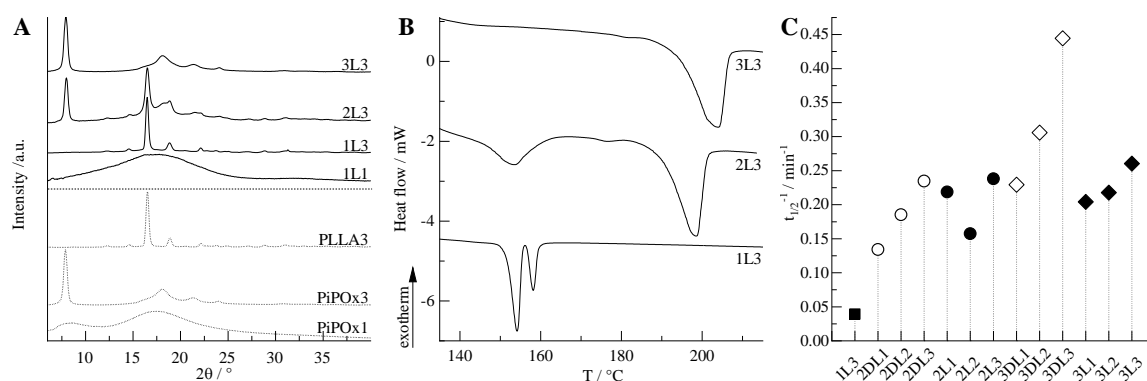 A
3L3
2L3
1L3
1L1
PLLA3
PiPOx3
PiPOx1
Intensity /a.u.
10 15 20 25 30 35
2θ / °
B
0
-2
-4
-6
3L3
2L3
1L3
Heat flow / mW
exotherm
140 160 180 200
T / °C
C
0.45
0.40
0.35
0.30
0.25
0.20
0.15
0.10
0.05
0.00
t1/2-1 / min-1
1L3 2DL1 2DL2 2DL3 2L1 2L2 2L3 3DL1 3DL2 3DL3 3L1 3L2 3L3